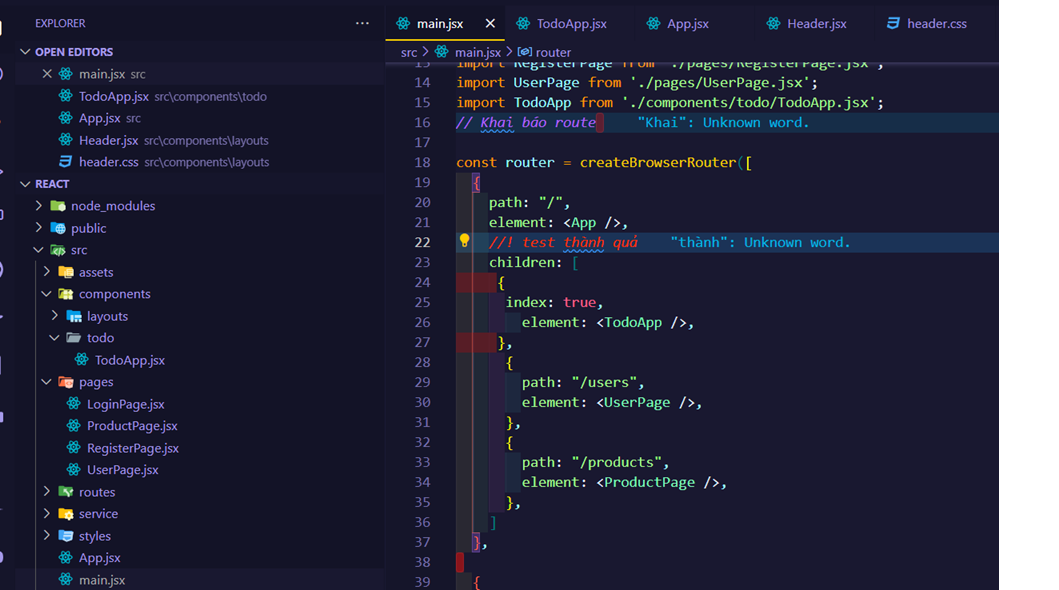 EXPLORER
OPEN EDITORS
main.jsx src
TodoApp.jsx src\components\todo
App.jsx src
Header.jsx src\components\layouts
header.css src\components\layouts
REACT
node_modules
public
src
assets
components
layouts
todo
TodoApp.jsx
pages
LoginPage.jsx
ProductPage.jsx
RegisterPage.jsx
UserPage.jsx
routes
service
styles
App.jsx
main.jsx
main.jsx TodoApp.jsx App.jsx Header.jsx header.css
src > main.jsx > router
13 import RegisterPage from './pages/RegisterPage.jsx';
14 import UserPage from './pages/UserPage.jsx';
15 import TodoApp from './components/todo/TodoApp.jsx';
16 // Khai báo route "Khai": Unknown word.
17
18 const router = createBrowserRouter([
19 {
20 path: "/",
21 element: <App />,
22 //! test thành quả "thành": Unknown word.
23 children: [
24 {
25 index: true,
26 element: <TodoApp />,
27 },
28 {
29 path: "/users",
30 element: <UserPage />,
31 },
32 {
33 path: "/products",
34 element: <ProductPage />,
35 },
36 ]
37 },
38
39 {